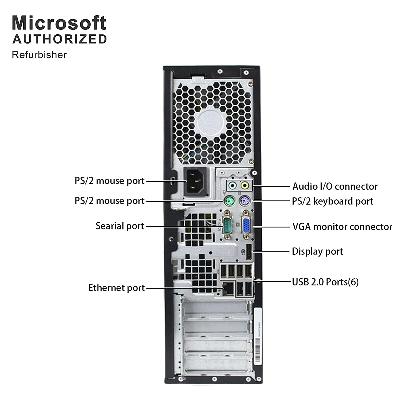 Microsoft
AUTHORIZED
Refurbisher
PS/2 mouse port
Audio I/O connector
PS/2 mouse port
PS/2 keyboard port
Searial port
VGA monitor connector
Display port
USB 2.0 Ports(6)
Ethernet port